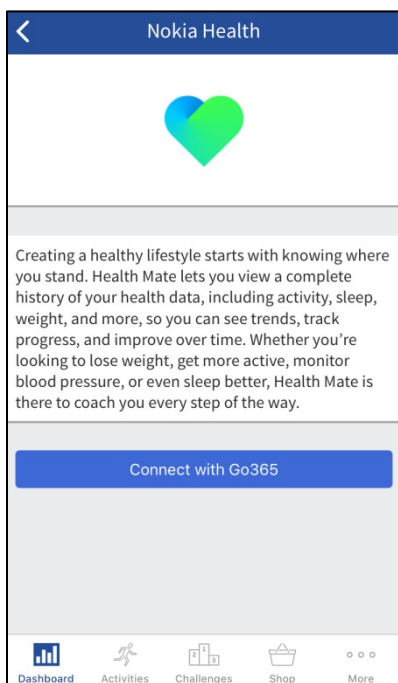 Nokia Health
Creating a healthy lifestyle starts with knowing where
you stand. Health Mate lets you view a complete
history of your health data, including activity, sleep,
weight, and more, so you can see trends, track
progress, and improve over time. Whether you're
looking to lose weight, get more active, monitor
blood pressure, or even sleep better, Health Mate is
there to coach you every step of the way.
Connect with Go365
2 1 3
Dashboard Activities Challenges Shop More